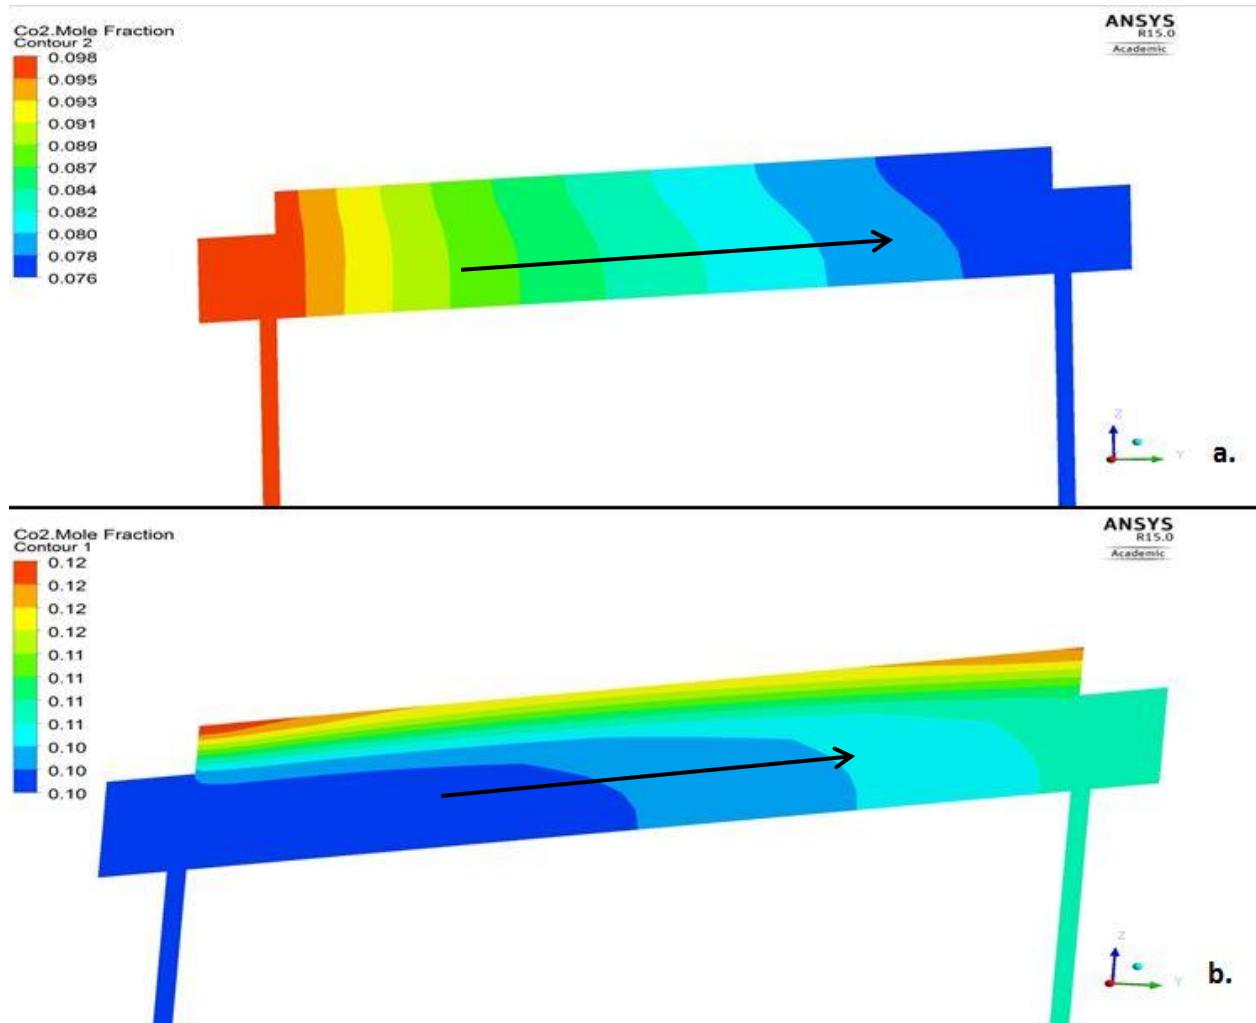 Co2.Mole Fraction
Contour 2
0.098
0.095
0.093
0.091
0.089
0.087
0.084
0.082
0.080
0.078
0.076
ANSYS
R15.0
Academic
Z
Y
a.
Co2.Mole Fraction
Contour 1
0.12
0.12
0.12
0.12
0.11
0.11
0.11
0.11
0.10
0.10
0.10
ANSYS
R15.0
Academic
Z
Y
b.